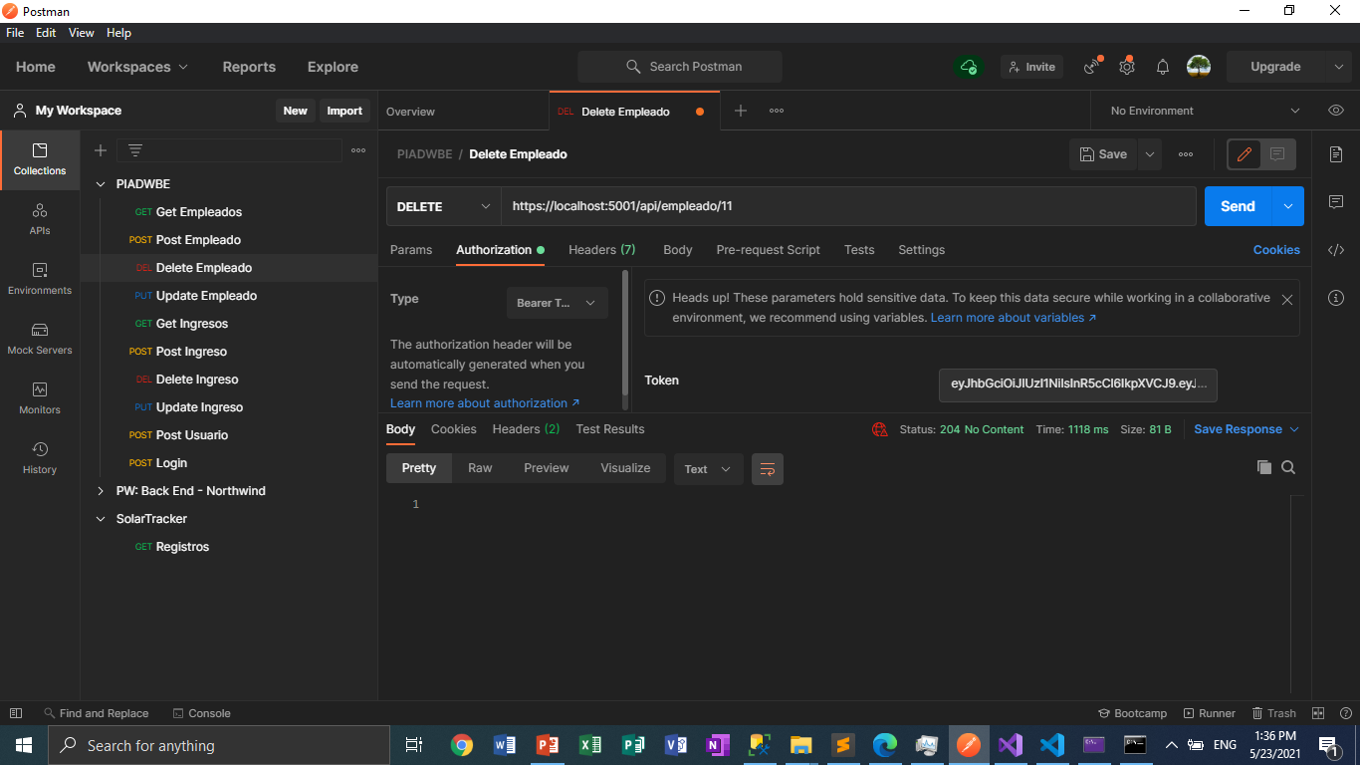 Postman
File Edit View Help
Home Workspaces Reports Explore Search Postman Invite Upgrade
My Workspace New Import Overview DEL Delete Empleado No Environment
Collections
APIs
Environments
Mock Servers
Monitors
History
PIADWBE
GET Get Empleados
POST Post Empleado
DEL Delete Empleado
PUT Update Empleado
GET Get Ingresos
POST Post Ingreso
DEL Delete Ingreso
PUT Update Ingreso
POST Post Usuario
POST Login
PW: Back End - Northwind
SolarTracker
GET Registros
PIADWBE / Delete Empleado Save
DELETE https://localhost:5001/api/empleado/11 Send
Params Authorization Headers (7) Body Pre-request Script Tests Settings Cookies
Type Bearer T...
The authorization header will be
automatically generated when you
send the request.
Learn more about authorization
Heads up! These parameters hold sensitive data. To keep this data secure while working in a collaborative
environment, we recommend using variables. Learn more about variables
Token
Body Cookies Headers (2) Test Results Status: 204 No Content Time: 1118 ms Size: 81 B Save Response
Pretty Raw Preview Visualize Text
1
Find and Replace Console Bootcamp Runner Trash
Search for anything ENG
1:36 PM
5/23/2021
1